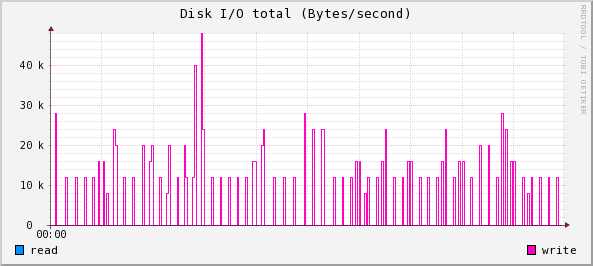 Disk I/O total (Bytes/second)
RRDTOOL / TOBI OETIKER
40 k
30 k
20 k
10 k
0
00:00
read
write